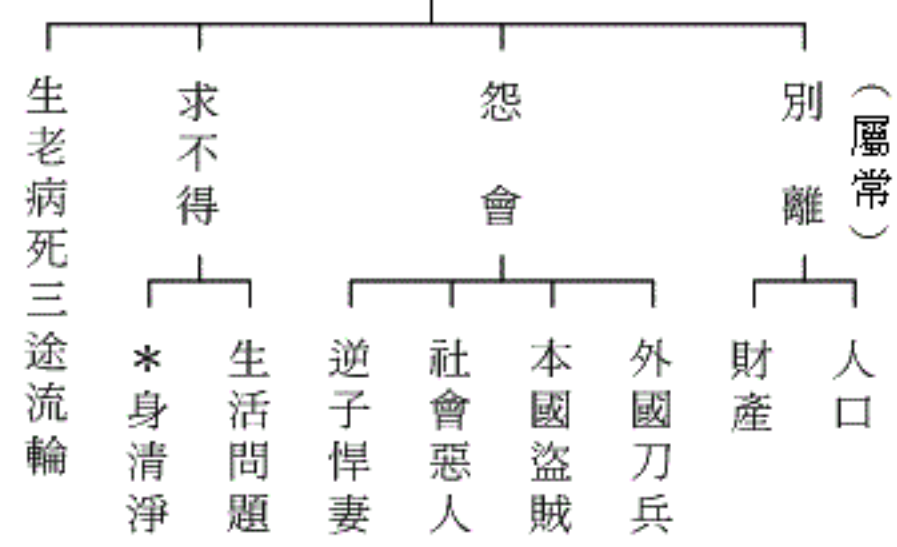 （屬常）
別離
人口
財產
怨會
外國刀兵
本國盜賊
社會惡人
逆子悍妻
求不得
生活問題
＊身清淨
生老病死三途流輪